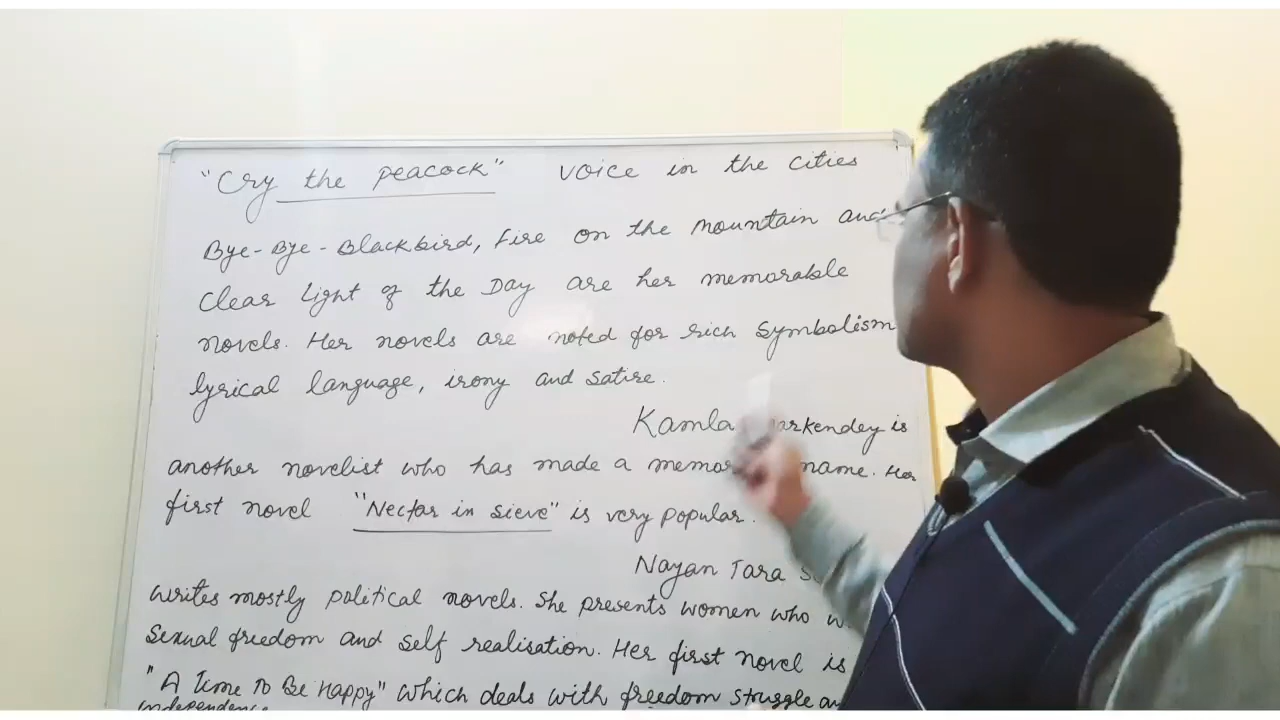 "Cry the Peacock" Voice in the cities
Bye-Bye-Blackbird, Fire on the Mountain and
Clear Light of the Day are her memorable
novels. Her novels are noted for rich Symbolism
lyrical language, irony and satire.
Kamla is
another novelist who has made a name. Her
first novel "Nectar in sieve" is very popular.
Nayan Tara
writes mostly political novels. She presents women who
Sexual freedom and self realisation. Her first novel is
"A Time To Be Happy" which deals with freedom struggle
independence